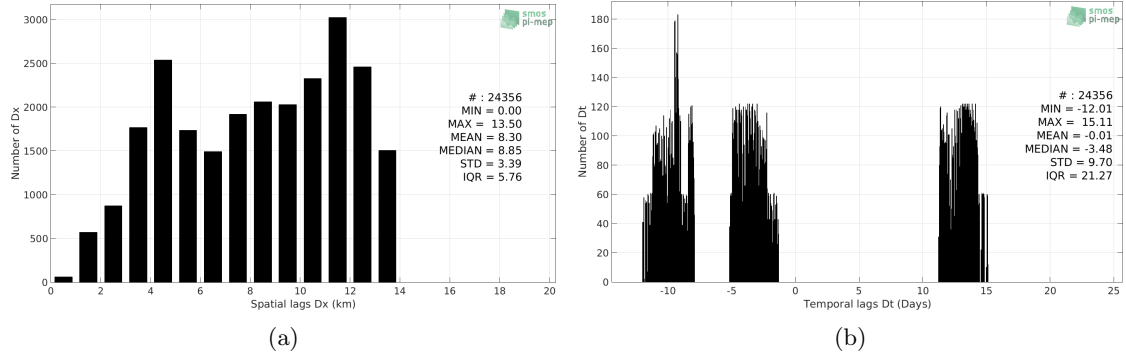 smos
pi-mep
3000
2500
2000
1500
1000
500
0
Number of Dx
# : 24356
MIN = 0.00
MAX = 13.50
MEAN = 8.30
MEDIAN = 8.85
STD = 3.39
IQR = 5.76
0 2 4 6 8 10 12 14 16 18 20
Spatial lags Dx (km)
(a)
smos
pi-mep
180
160
140
120
100
80
60
40
20
0
Number of Dt
# : 24356
MIN = -12.01
MAX = 15.11
MEAN = -0.01
MEDIAN = -3.48
STD = 9.70
IQR = 21.27
-10 -5 0 5 10 15 20 25
Temporal lags Dt (Days)
(b)